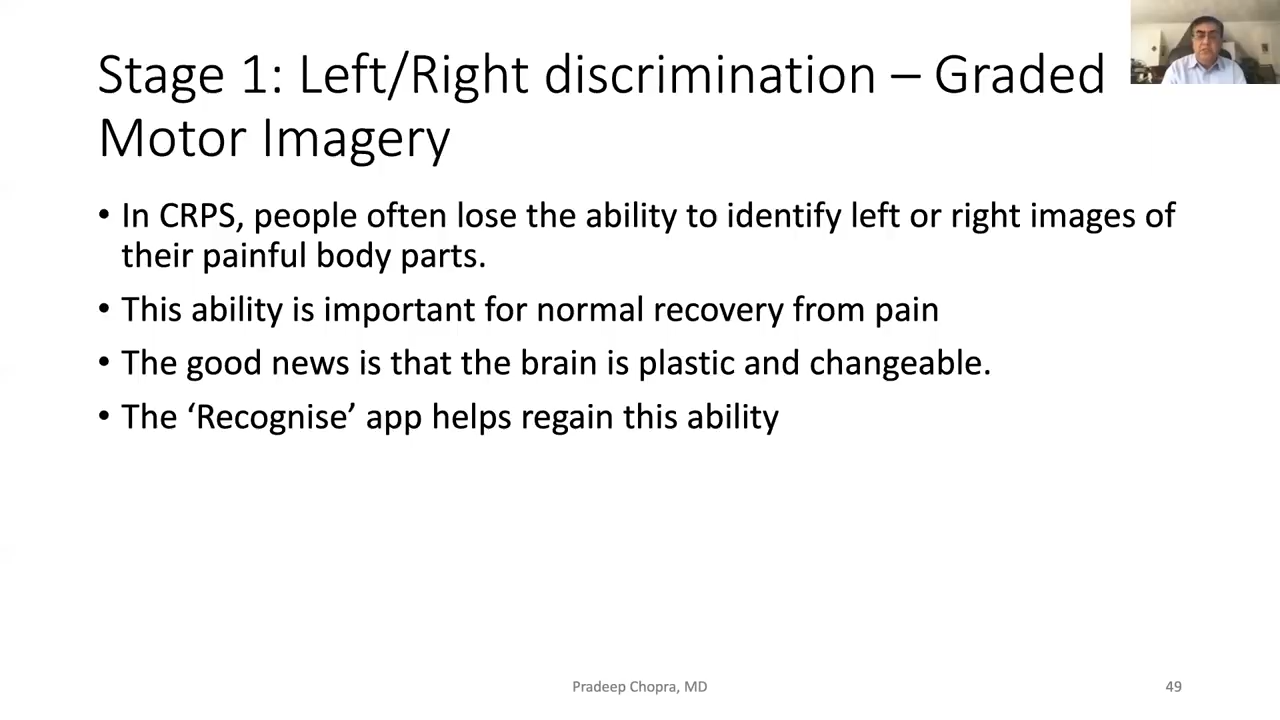 Stage 1: Left/Right discrimination – Graded
Motor Imagery
• In CRPS, people often lose the ability to identify left or right images of
their painful body parts.
• This ability is important for normal recovery from pain
• The good news is that the brain is plastic and changeable.
• The ‘Recognise’ app helps regain this ability
Pradeep Chopra, MD
49